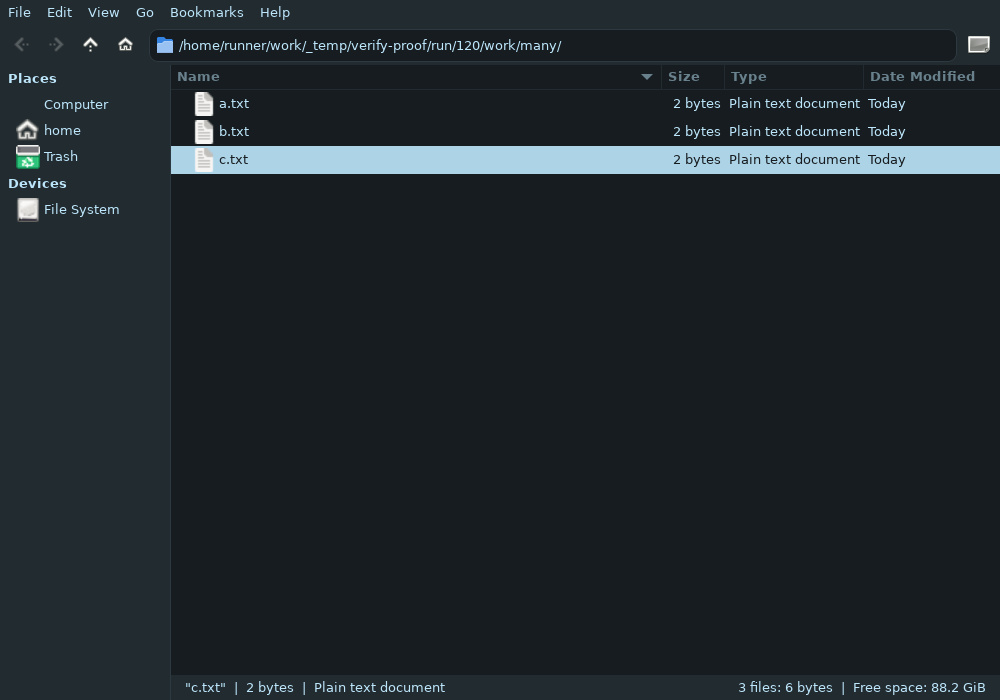 File Edit View Go Bookmarks Help
/home/runner/work/_temp/verify-proof/run/120/work/many/
Places
Computer
home
Trash
Devices
File System
Name Size Type Date Modified
a.txt 2 bytes Plain text document Today
b.txt 2 bytes Plain text document Today
c.txt 2 bytes Plain text document Today
"c.txt" | 2 bytes | Plain text document 3 files: 6 bytes | Free space: 88.2 GiB